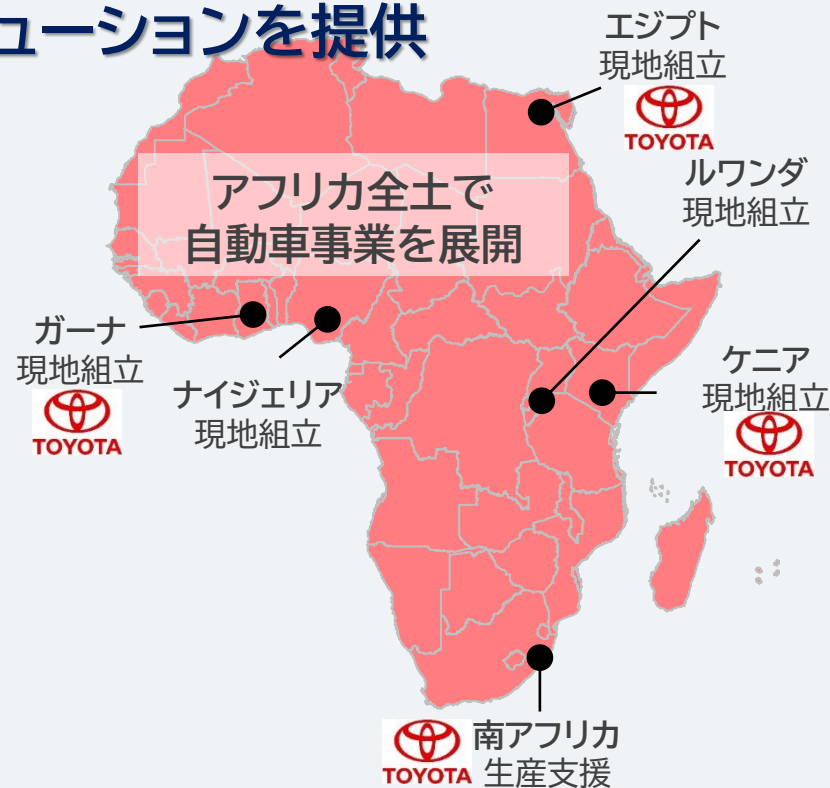 ューションを提供
エジプト
現地組立
TOYOTA
ルワンダ
現地組立
アフリカ全土で
自動車事業を展開
ガーナ
現地組立
TOYOTA
ナイジェリア
現地組立
ケニア
現地組立
TOYOTA
南アフリカ
生産支援
TOYOTA